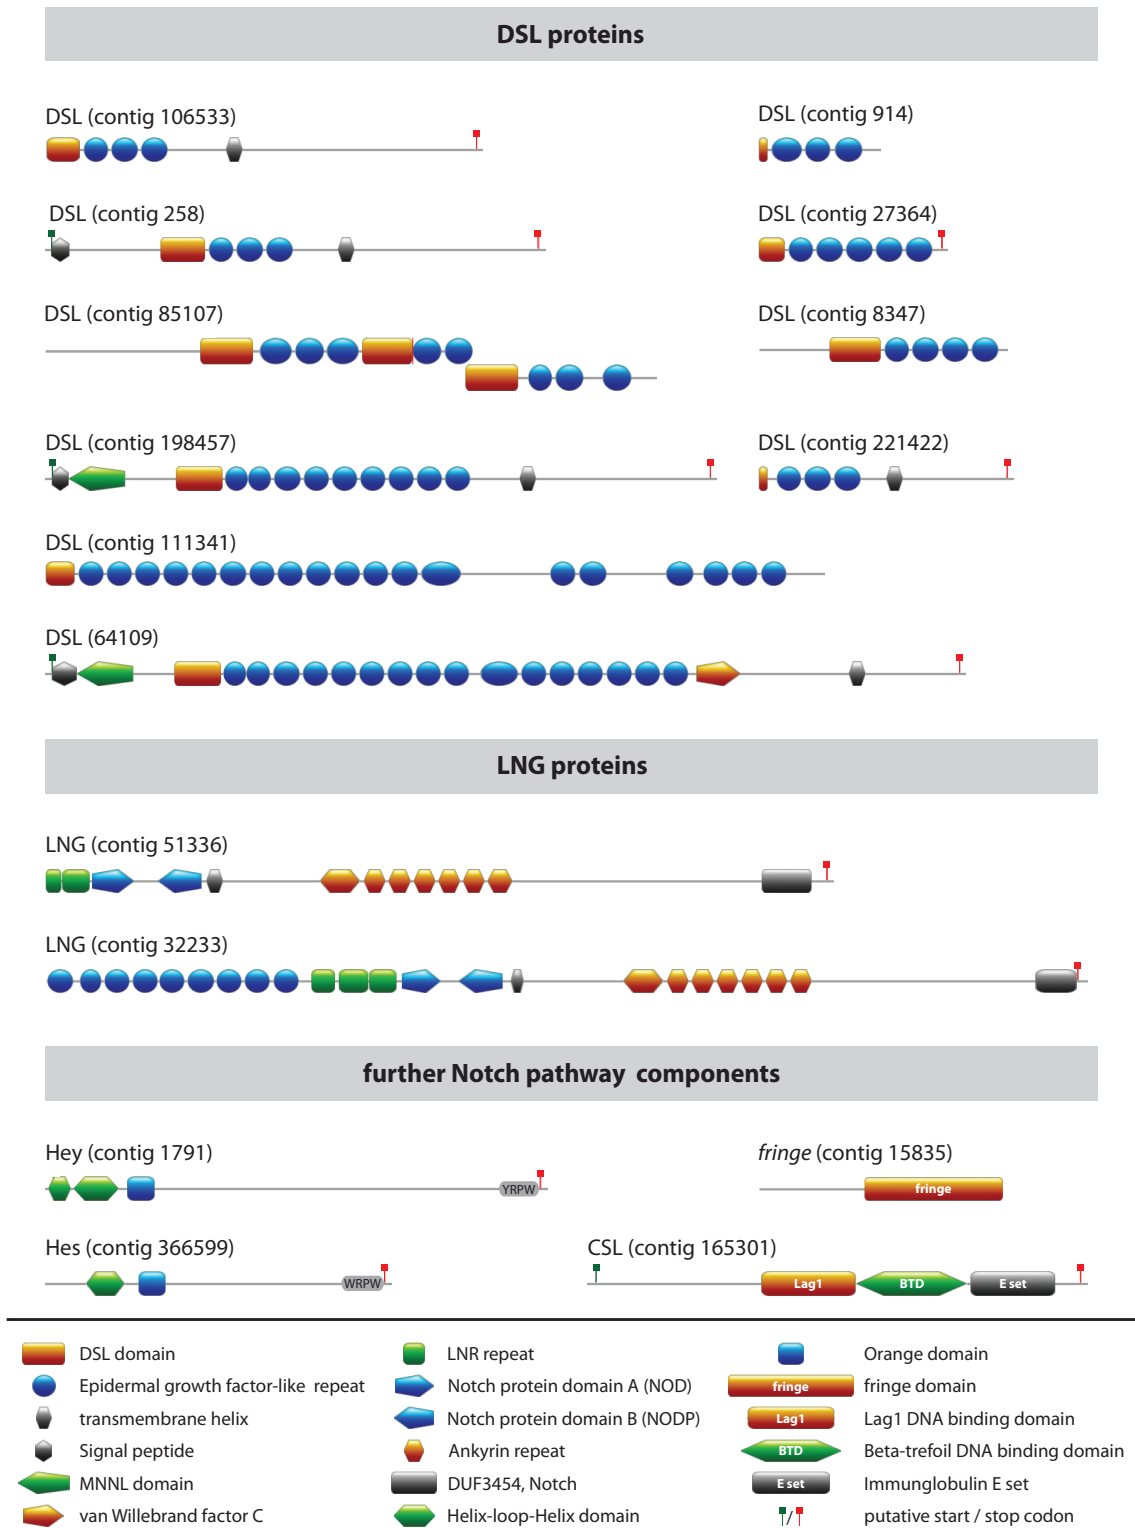 DSL proteins
DSL (contig 106533)
DSL (contig 914)
DSL (contig 258)
DSL (contig 27364)
DSL (contig 85107)
DSL (contig 8347)
DSL (contig 198457)
DSL (contig 221422)
DSL (contig 111341)
DSL (64109)
LNG proteins
LNG (contig 51336)
LNG (contig 32233)
further Notch pathway components
Hey (contig 1791)
fringe (contig 15835)
YRPW
fringe
Hes (contig 366599)
CSL (contig 165301)
WRPW
Lag1
BTD
E set
DSL domain
LNR repeat
Orange domain
Epidermal growth factor-like repeat
Notch protein domain A (NOD)
fringe
fringe domain
transmembrane helix
Notch protein domain B (NODP)
Lag1
Lag1 DNA binding domain
Signal peptide
Ankyrin repeat
BTD
Beta-trefoil DNA binding domain
MNNL domain
DUF3454, Notch
E set
Immunglobulin E set
van Willebrand factor C
Helix-loop-Helix domain
/
putative start / stop codon